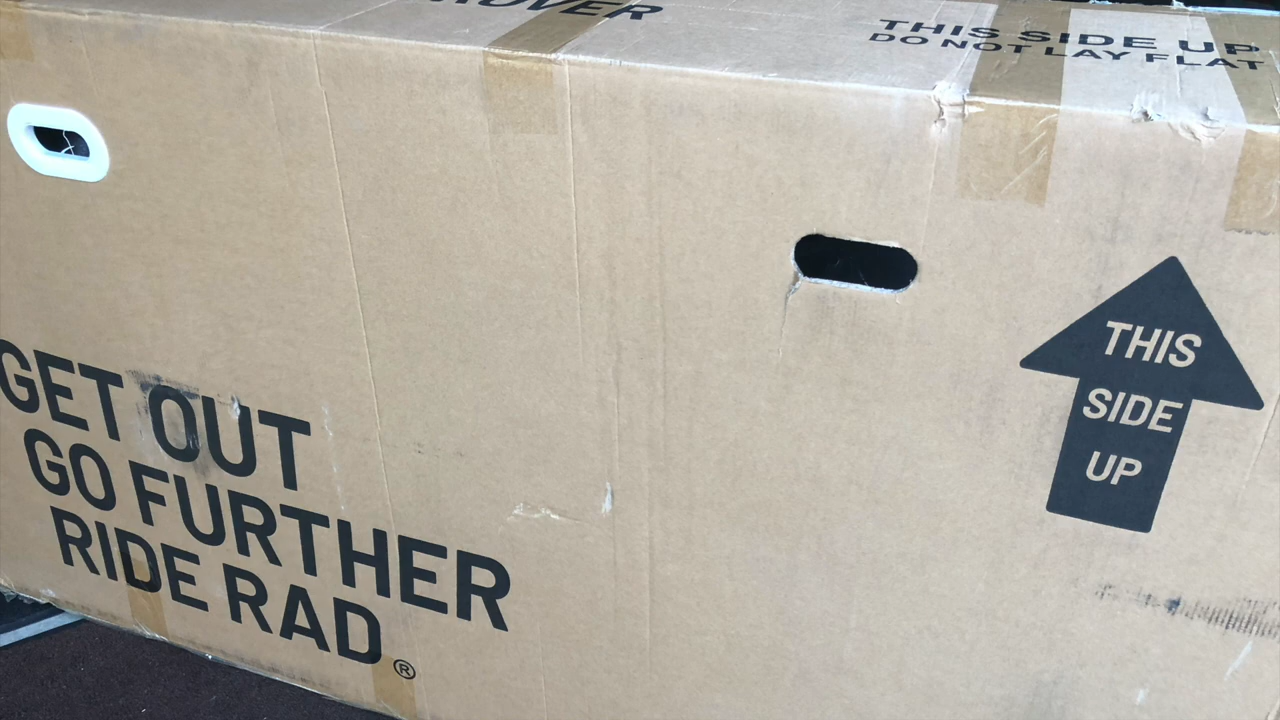 THIS SIDE UP
DO NOT LAY FLAT
THIS
SIDE
UP
GET OUT
GO FURTHER
RIDE RAD®